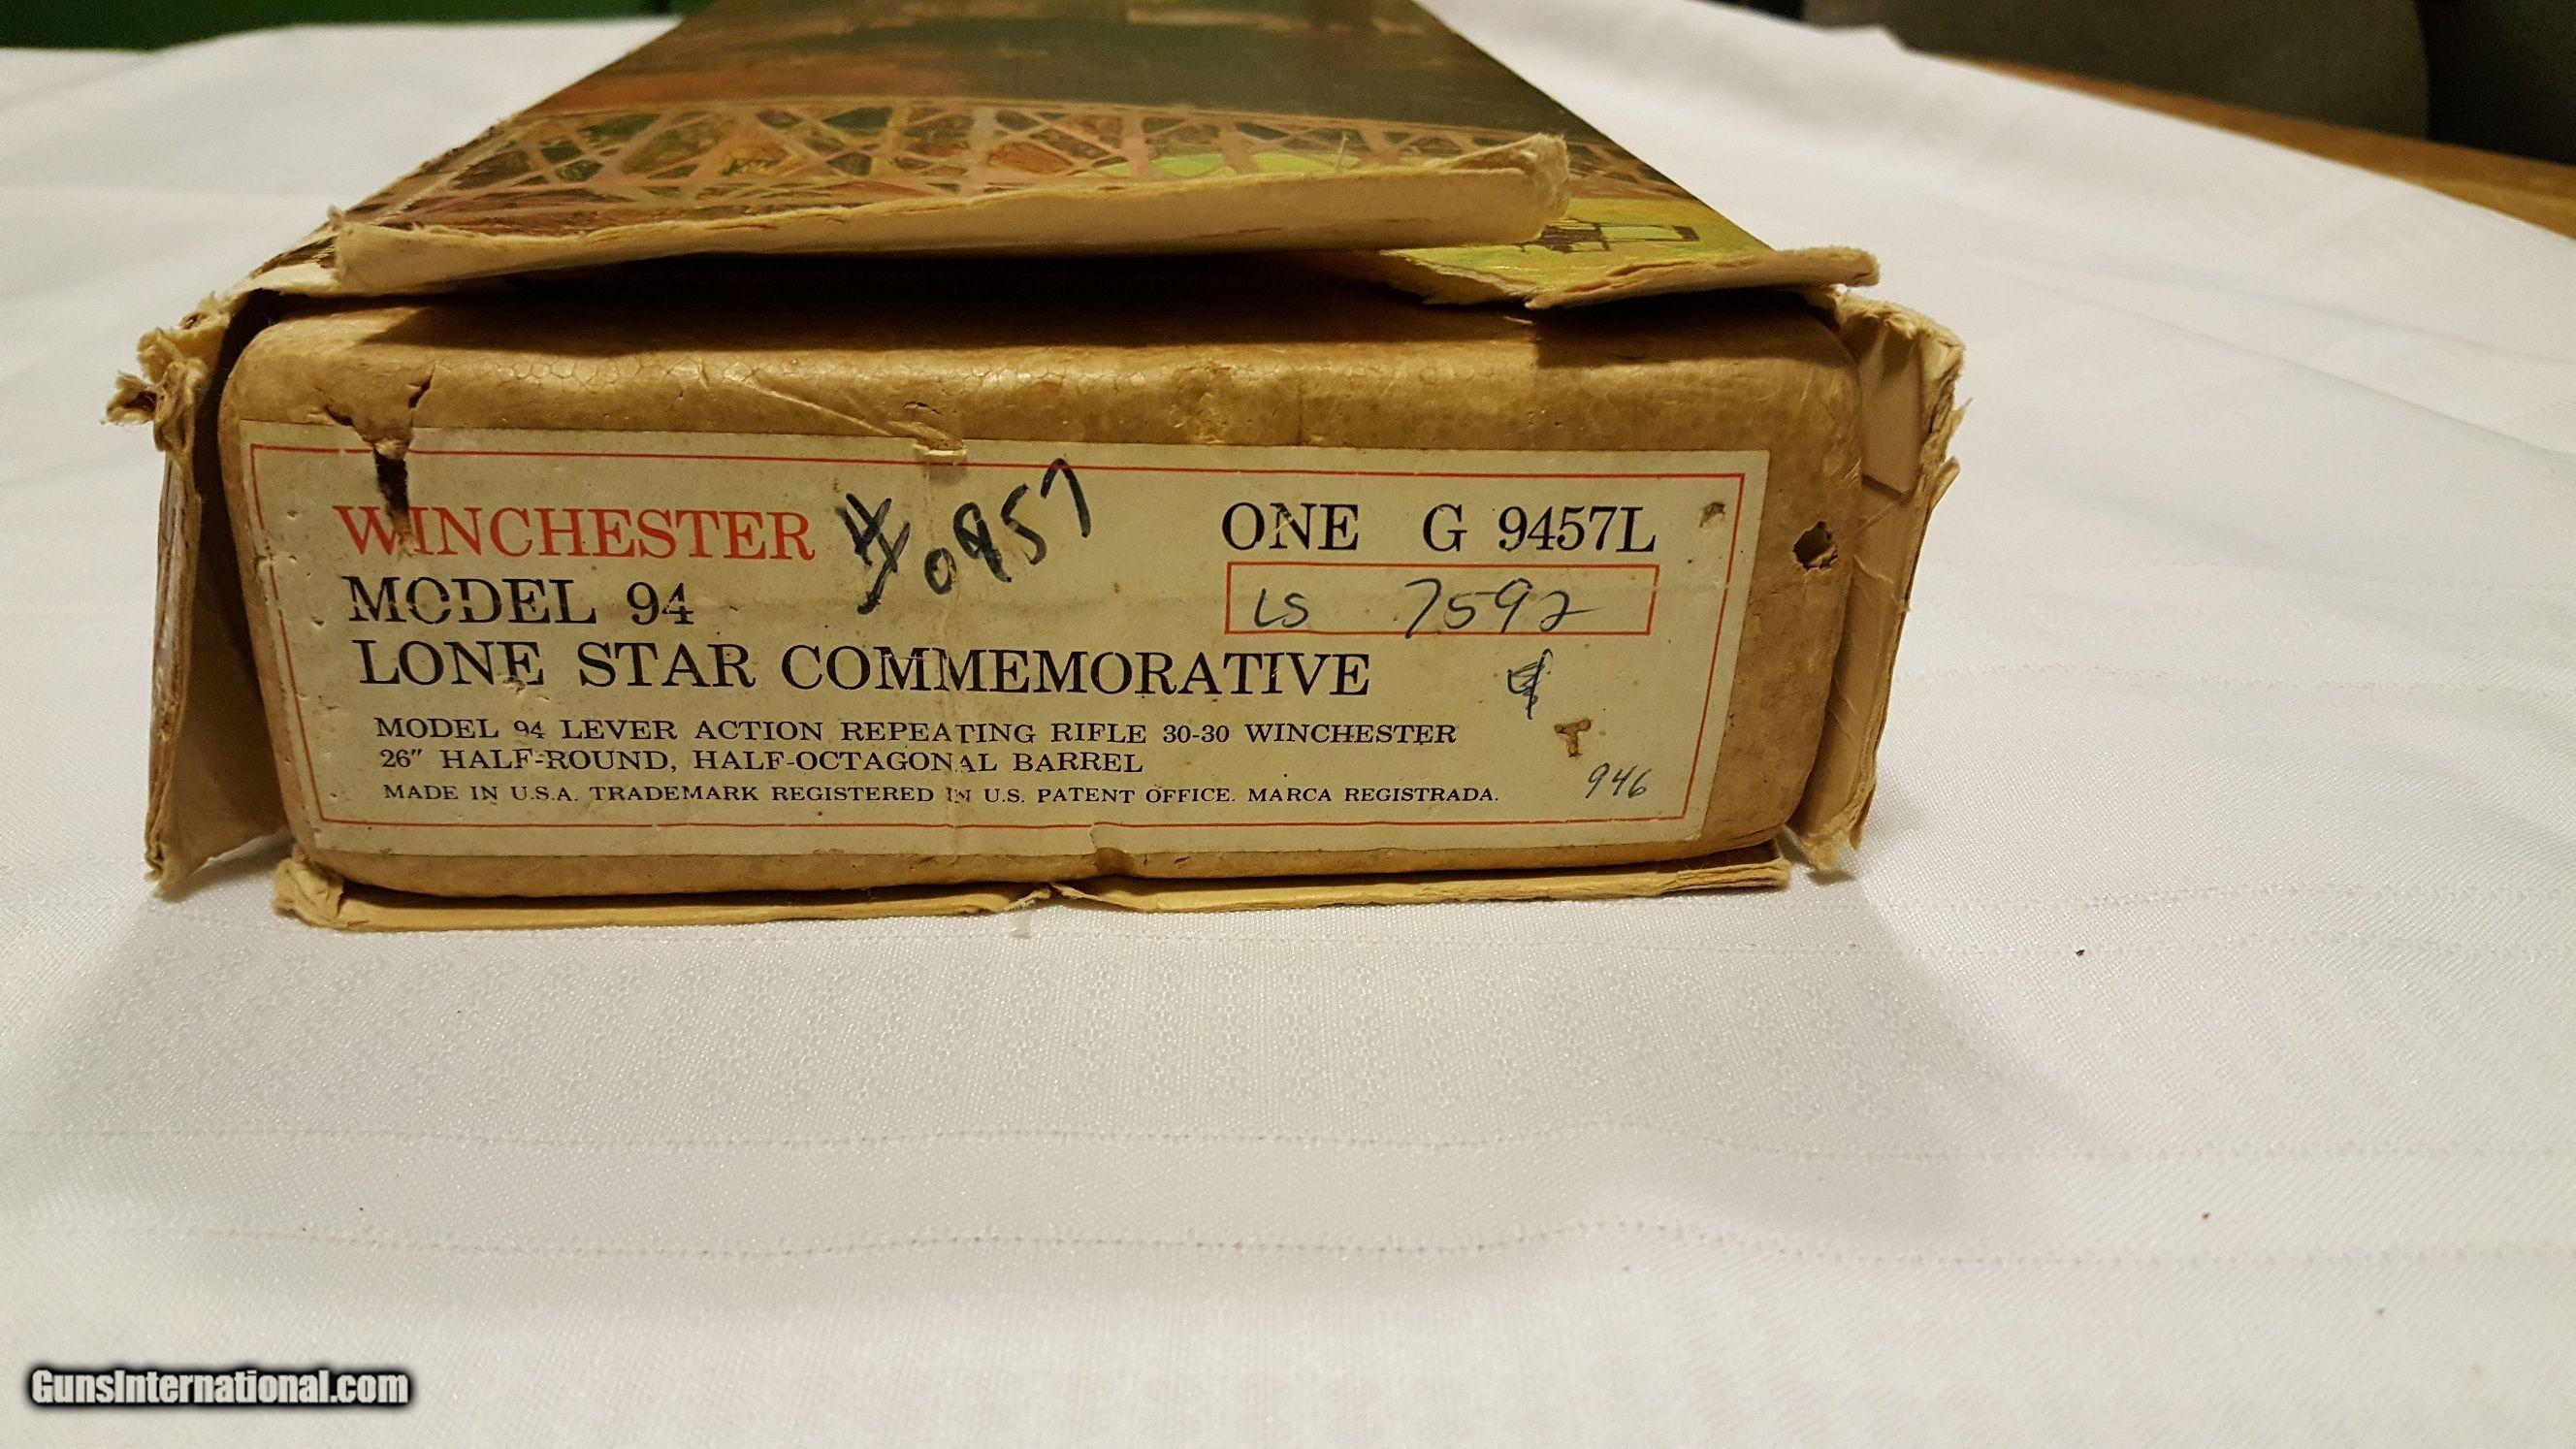 WINCHESTER #0957 ONE G 9457L
MODEL 94 LS 7592
LONE STAR COMMEMORATIVE
MODEL 94 LEVER ACTION REPEATING RIFLE 30-30 WINCHESTER
T
26" HALF-ROUND, HALF-OCTAGONAL BARREL
MADE IN U.S.A. TRADEMARK REGISTERED IN U.S. PATENT OFFICE. MARCA REGISTRADA. 946
GunsInternational.com